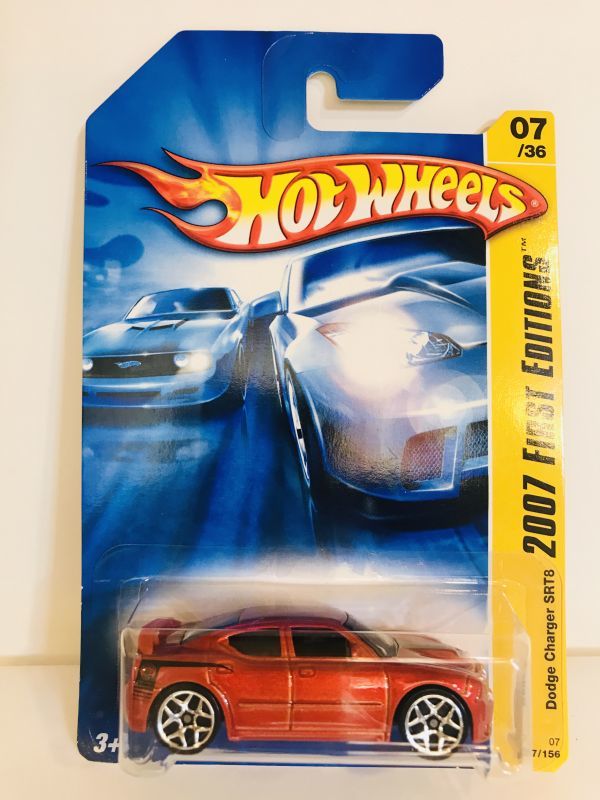 07
/36
HOT WHEELS®
2007 FIRST EDITIONS™
Dodge Charger SRT8
3+
07
7/156